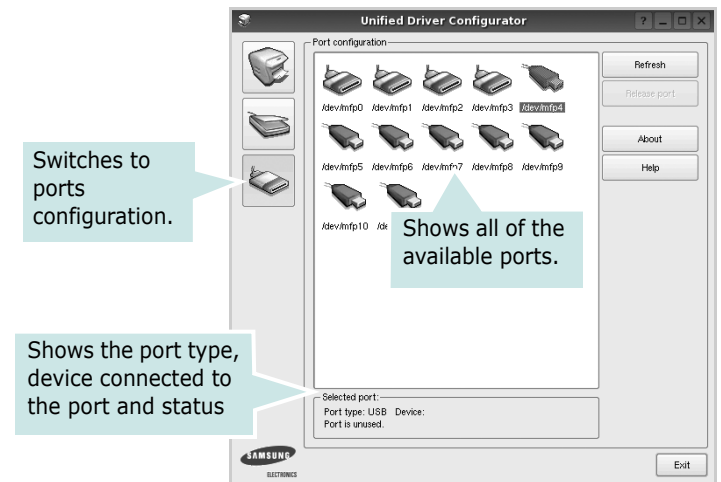 Unified Driver Configurator
Port configuration
/dev/mfp0 /dev/mfp1 /dev/mfp2 /dev/mfp3 /dev/mfp4
Refresh
Release port
/dev/mfp5 /dev/mfp6 /dev/mfp7 /dev/mfp8 /dev/mfp9
About
Help
/dev/mfp10
Switches to
ports
configuration.
Shows all of the
available ports.
Shows the port type,
device connected to
the port and status
Selected port:
Port type: USB Device:
Port is unused.
SAMSUNG
ELECTRONICS
Exit